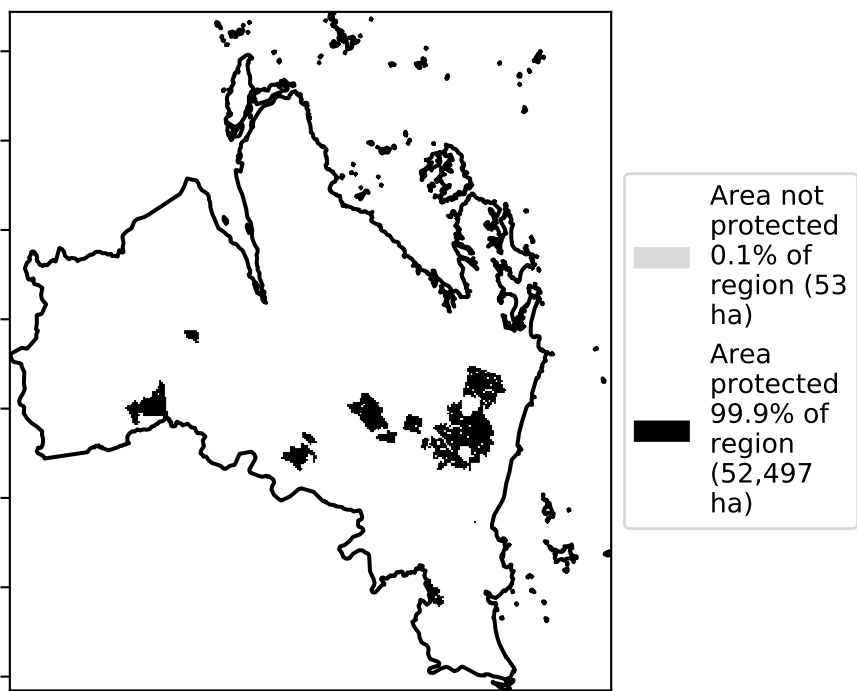 Area not
protected
0.1% of
region (53
ha)
Area
protected
99.9% of
region
(52,497
ha)